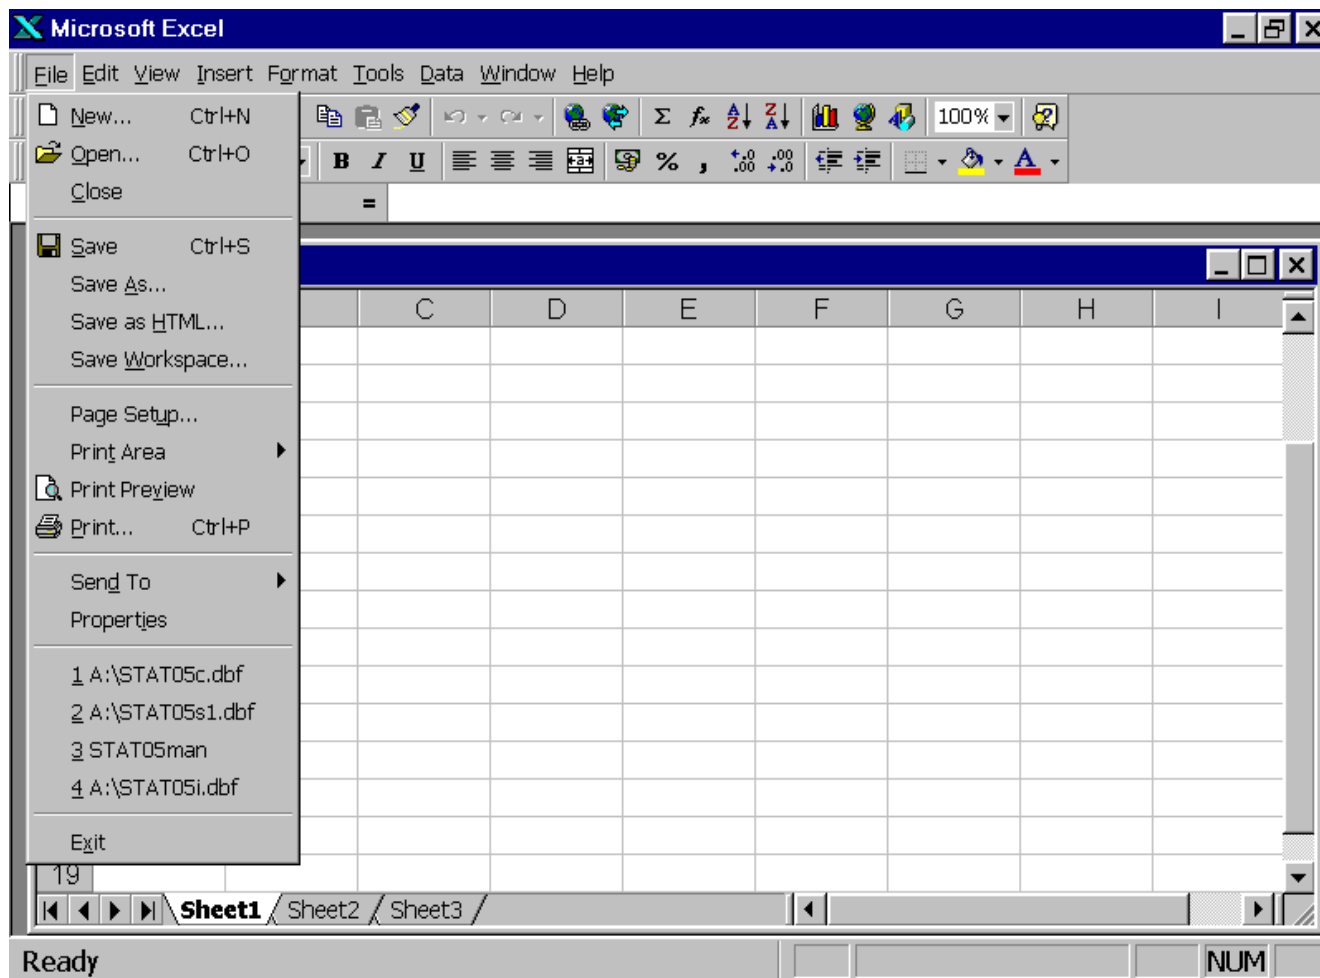 Microsoft Excel
File Edit View Insert Format Tools Data Window Help
New... Ctrl+N
100%
Open... Ctrl+O
B I U % , .00 .00 A
Close
=
Save Ctrl+S
Save As...
C D E F G H I
Save as HTML...
Save Workspace...
Page Setup...
Print Area
Print Preview
Print... Ctrl+P
Send To
Properties
1 A:\STAT05c.dbf
2 A:\STAT05s1.dbf
3 STAT05man
4 A:\STAT05i.dbf
Exit
19
Sheet1 Sheet2 Sheet3
Ready NUM